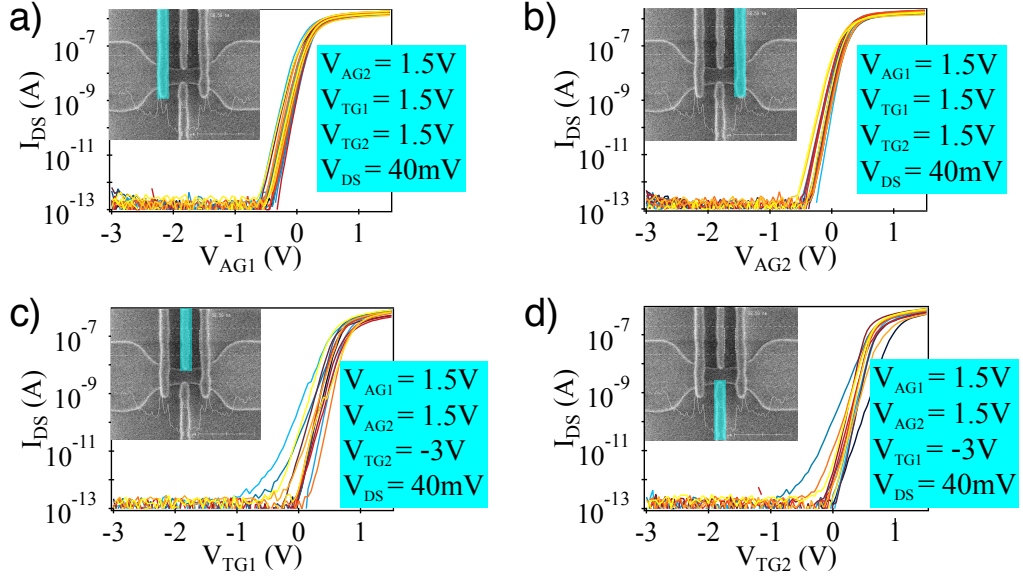 a)
I_DS (A)
10^-7
10^-9
10^-11
10^-13
V_AG2 = 1.5V
V_TG1 = 1.5V
V_TG2 = 1.5V
V_DS = 40mV
-3 -2 -1 0 1
V_AG1 (V)
b)
I_DS (A)
10^-7
10^-9
10^-11
10^-13
V_AG1 = 1.5V
V_TG1 = 1.5V
V_TG2 = 1.5V
V_DS = 40mV
-3 -2 -1 0 1
V_AG2 (V)
c)
I_DS (A)
10^-7
10^-9
10^-11
10^-13
V_AG1 = 1.5V
V_AG2 = 1.5V
V_TG2 = -3V
V_DS = 40mV
-3 -2 -1 0 1
V_TG1 (V)
d)
I_DS (A)
10^-7
10^-9
10^-11
10^-13
V_AG1 = 1.5V
V_AG2 = 1.5V
V_TG1 = -3V
V_DS = 40mV
-3 -2 -1 0 1
V_TG2 (V)